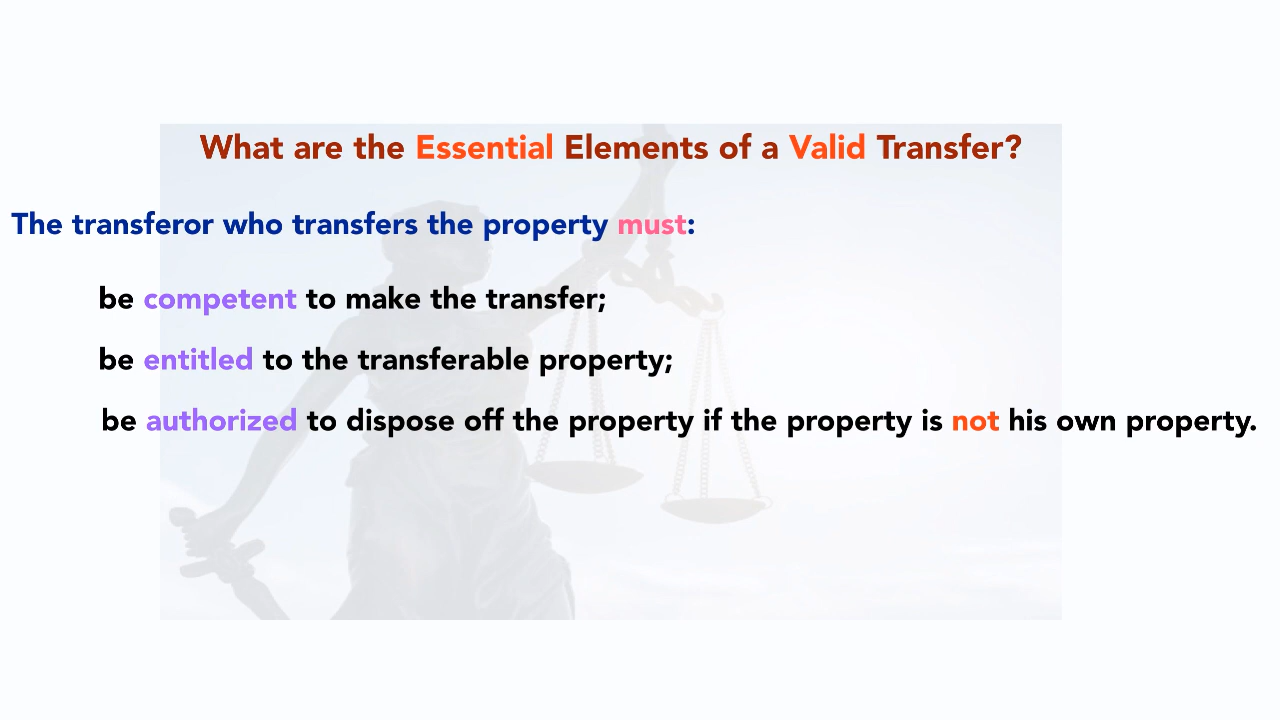 What are the Essential Elements of a Valid Transfer?
The transferor who transfers the property must:
be competent to make the transfer;
be entitled to the transferable property;
be authorized to dispose off the property if the property is not his own property.